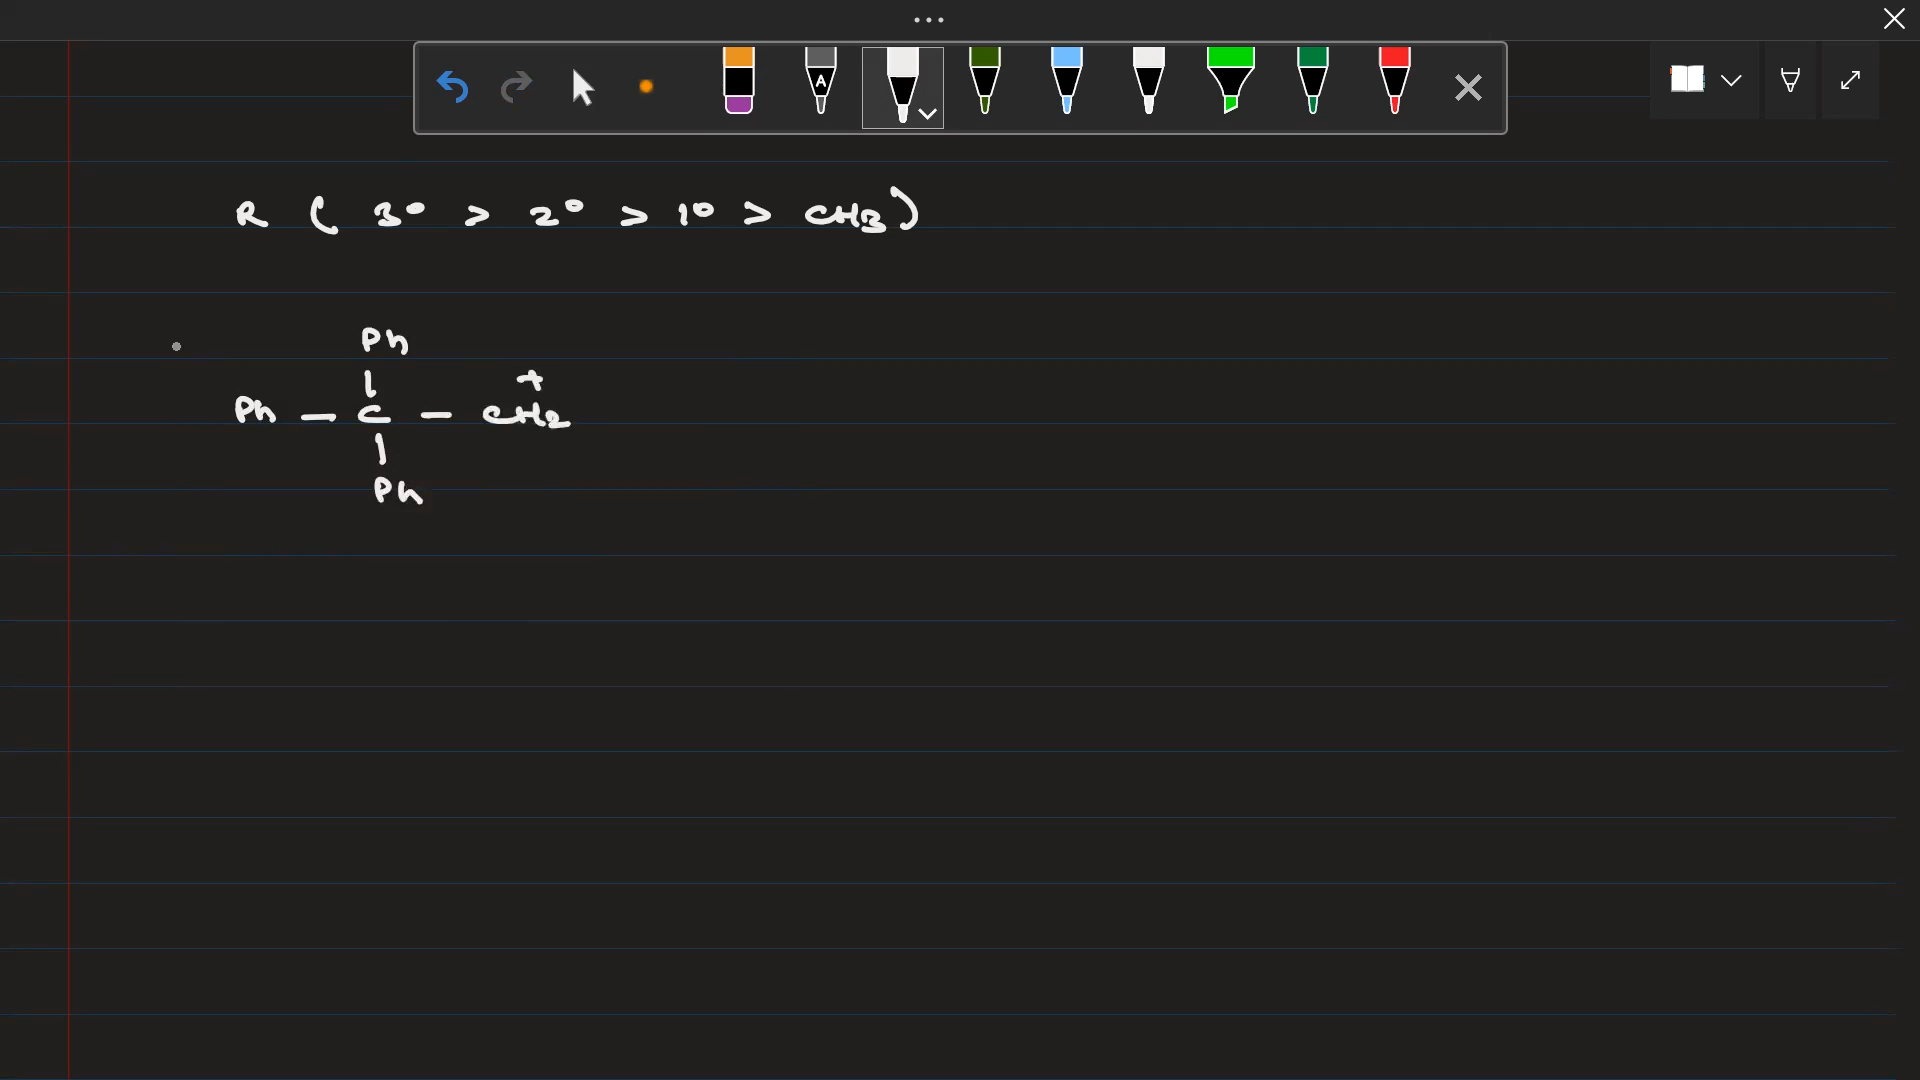 R ( 3° > 2° > 1° > CH3 )
Ph
|
+
Ph — C — CH2
|
Ph
A